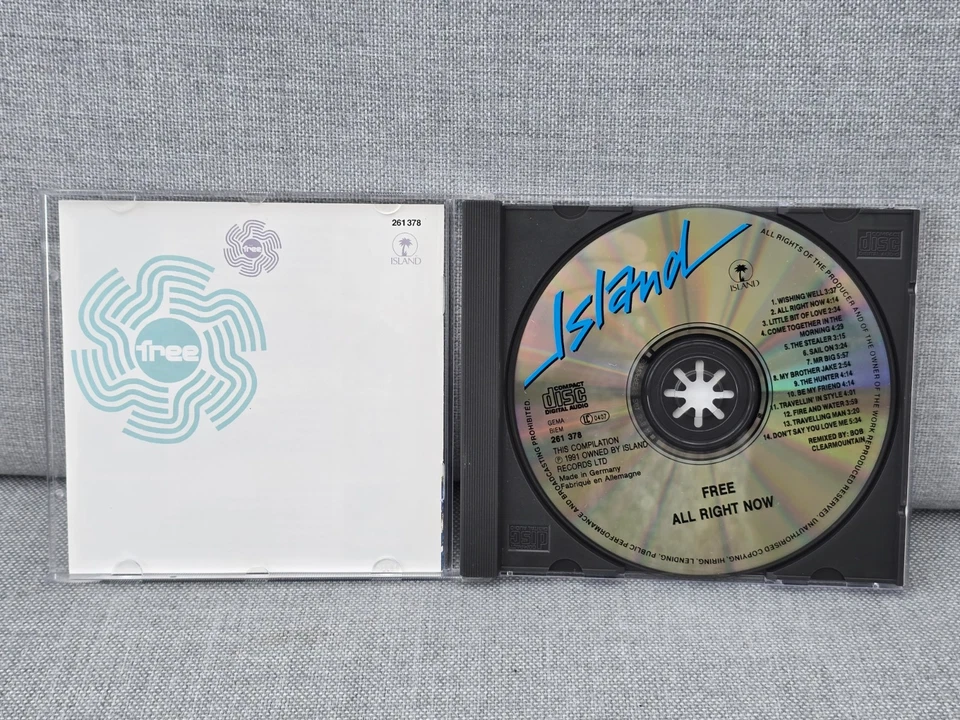 261 378
free
ISLAND
free
Island
ISLAND
ALL RIGHTS OF THE PRODUCER AND OF THE OWNER OF THE WORK REPRODUCED RESERVED. UNAUTHORISED COPYING, HIRING, LENDING, PUBLIC PERFORMANCE AND BROADCASTING PROHIBITED.
1. WISHING WELL 3:37
2. ALL RIGHT NOW 4:14
3. LITTLE BIT OF LOVE 2:34
4. COME TOGETHER IN THE
MORNING 4:29
5. THE STEALER 3:15
6. SAIL ON 3:24
7. MR BIG 5:57
8. MY BROTHER JAKE 2:54
9. THE HUNTER 4:14
10. BE MY FRIEND 4:14
11. TRAVELLIN' IN STYLE 4:01
12. FIRE AND WATER 3:59
13. TRAVELLING MAN 3:20
14. DON'T SAY YOU LOVE ME 5:34
REMIXED BY: BOB
CLEARMOUNTAIN
COMPACT
disc
DIGITAL AUDIO
GEMA
BIEM
LC 0407
261 378
THIS COMPILATION
℗ 1991 OWNED BY ISLAND
RECORDS LTD
Made in Germany
Fabriqué en Allemagne
FREE
ALL RIGHT NOW
disc
disc